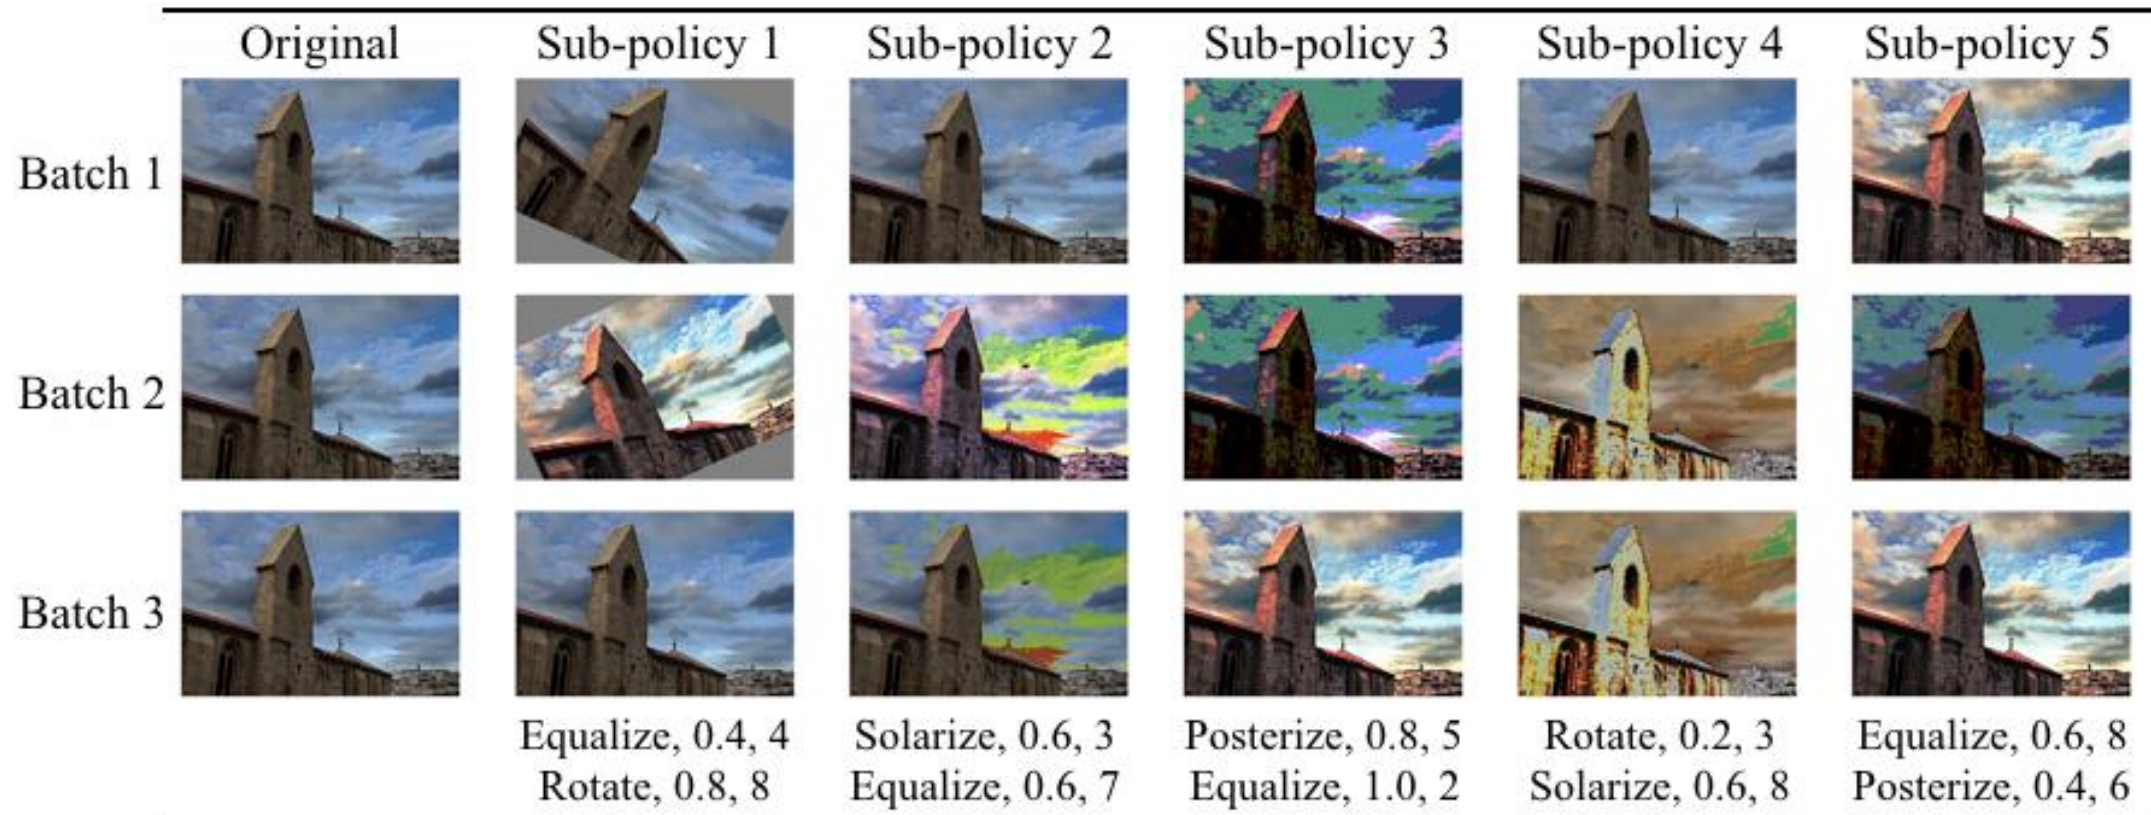 Original Sub-policy 1 Sub-policy 2 Sub-policy 3 Sub-policy 4 Sub-policy 5
Batch 1
Batch 2
Batch 3
Equalize, 0.4, 4 Solarize, 0.6, 3 Posterize, 0.8, 5 Rotate, 0.2, 3 Equalize, 0.6, 8
Rotate, 0.8, 8 Equalize, 0.6, 7 Equalize, 1.0, 2 Solarize, 0.6, 8 Posterize, 0.4, 6